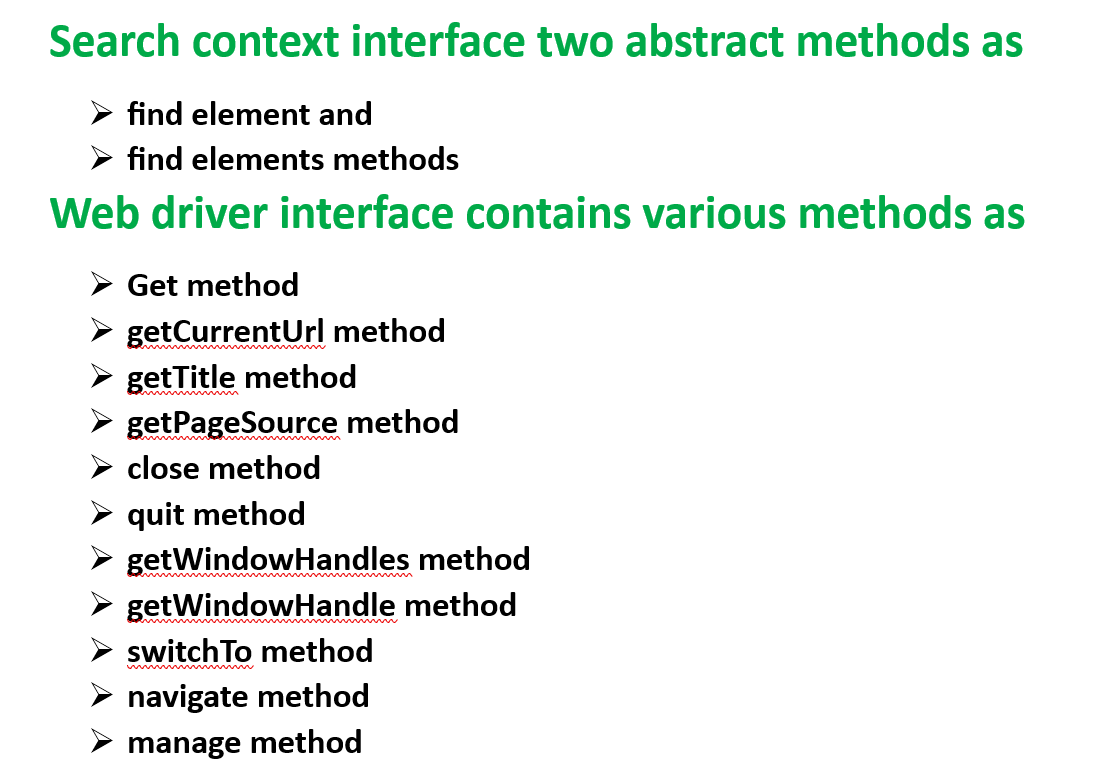 Search context interface two abstract methods as
find element and
find elements methods
Web driver interface contains various methods as
Get method
getCurrentUrl method
getTitle method
getPageSource method
close method
quit method
getWindowHandles method
getWindowHandle method
switchTo method
navigate method
manage method